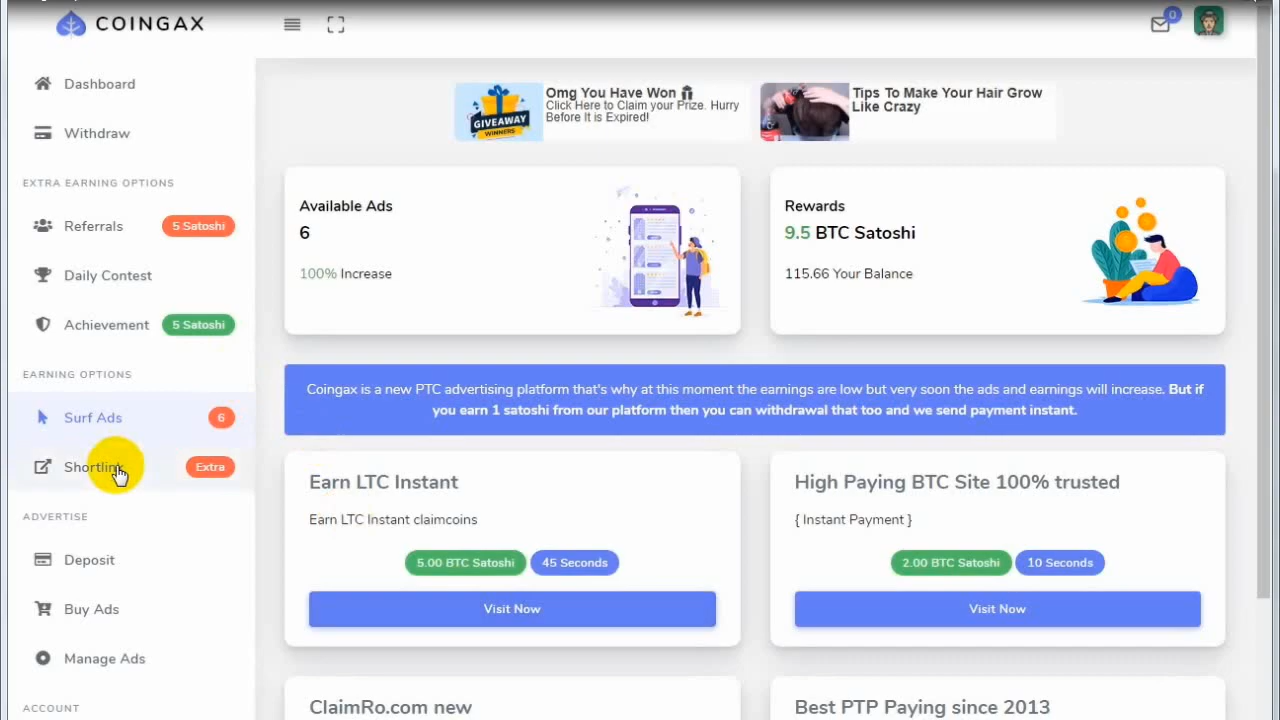 COINGAX
0
Dashboard
Withdraw
EXTRA EARNING OPTIONS
Referrals 5 Satoshi
Daily Contest
Achievement 5 Satoshi
EARNING OPTIONS
Surf Ads 6
Shortlink Extra
ADVERTISE
Deposit
Buy Ads
Manage Ads
ACCOUNT
GIVEAWAY
WINNERS
Omg You Have Won
Click Here to Claim your Prize. Hurry
Before It is Expired!
Tips To Make Your Hair Grow
Like Crazy
Available Ads
6
100% Increase
Rewards
9.5 BTC Satoshi
115.66 Your Balance
Coingax is a new PTC advertising platform that's why at this moment the earnings are low but very soon the ads and earnings will increase. But if
you earn 1 satoshi from our platform then you can withdrawal that too and we send payment instant.
Earn LTC Instant
Earn LTC Instant claimcoins
5.00 BTC Satoshi 45 Seconds
Visit Now
High Paying BTC Site 100% trusted
{ Instant Payment }
2.00 BTC Satoshi 10 Seconds
Visit Now
ClaimRo.com new
Best PTP Paying since 2013